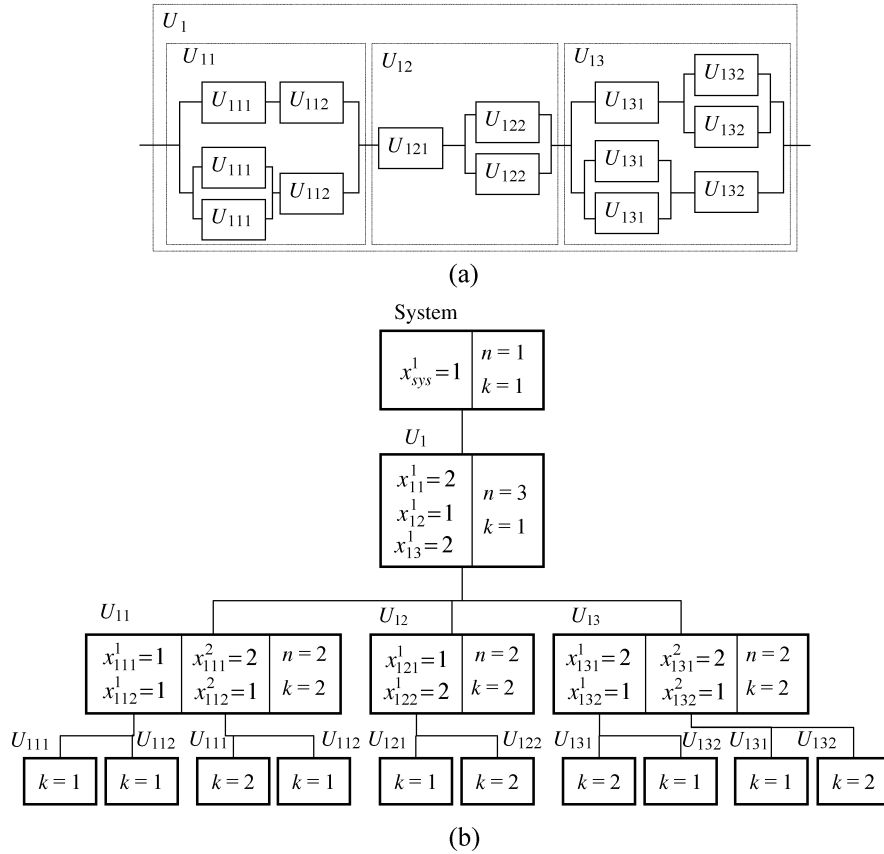 U1
U11
U12
U13
U111
U112
U111
U111
U112
U121
U122
U122
U131
U132
U132
U131
U131
U132
(a)
System
x¹sys=1
n = 1
k = 1
U1
x¹11=2
x¹12=1
x¹13=2
n = 3
k = 1
U11
U12
U13
x¹111=1
x¹112=1
x²111=2
x²112=1
n = 2
k = 2
x¹121=1
x¹122=2
n = 2
k = 2
x¹131=2
x¹132=1
x²131=2
x²132=1
n = 2
k = 2
U111
U112
U111
U112
U121
U122
U131
U132
U131
U132
k = 1
k = 1
k = 2
k = 1
k = 1
k = 2
k = 2
k = 1
k = 1
k = 2
(b)